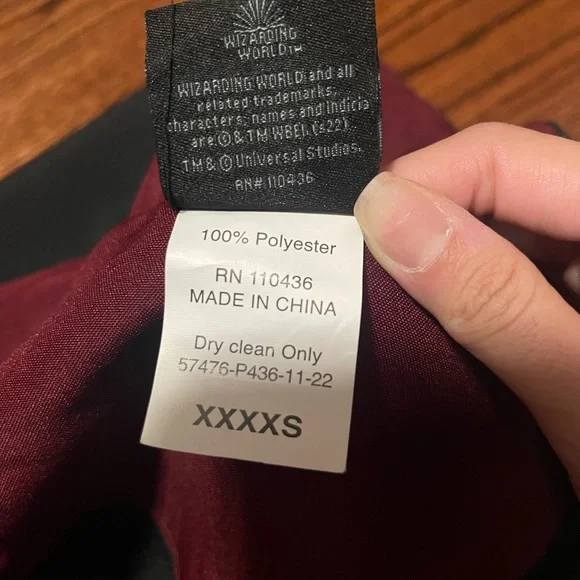 WIZARDING
WORLD™
WIZARDING WORLD and all
related trademarks,
characters, names and indicia
are © & TM WBEI. (s22)
TM & © Universal Studios.
RN# 110436
100% Polyester
RN 110436
MADE IN CHINA
Dry clean Only
57476-P436-11-22
XXXXS